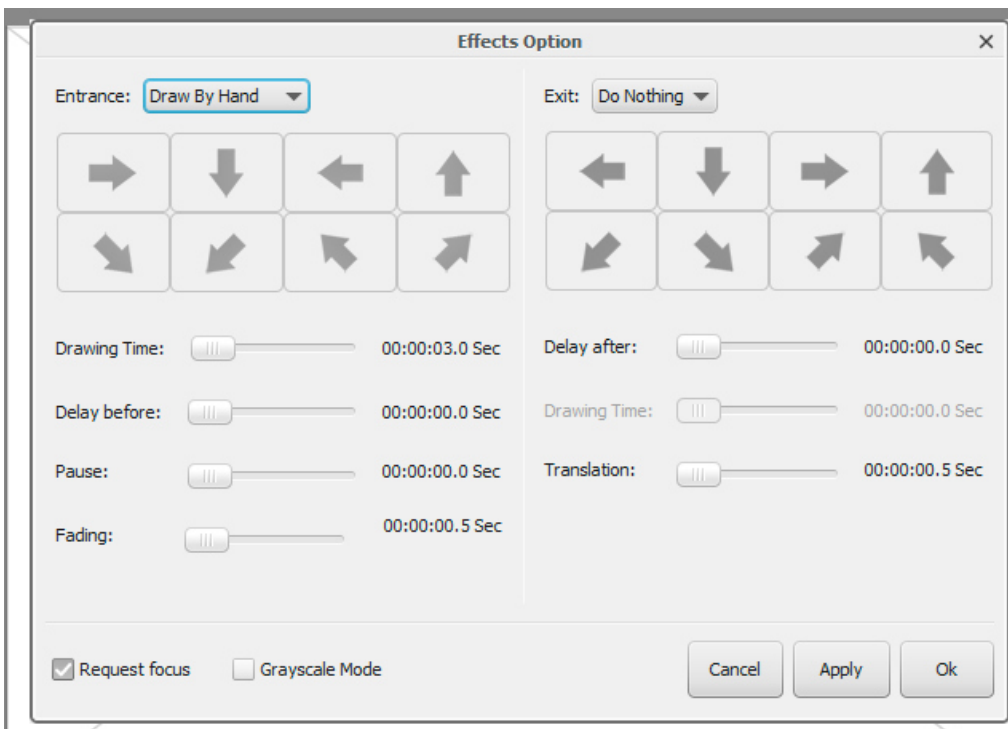 Effects Option
Entrance: Draw By Hand
Exit: Do Nothing
Drawing Time: 00:00:03.0 Sec
Delay before: 00:00:00.0 Sec
Pause: 00:00:00.0 Sec
Fading: 00:00:00.5 Sec
Delay after: 00:00:00.0 Sec
Drawing Time: 00:00:00.0 Sec
Translation: 00:00:00.5 Sec
Request focus
Grayscale Mode
Cancel
Apply
Ok